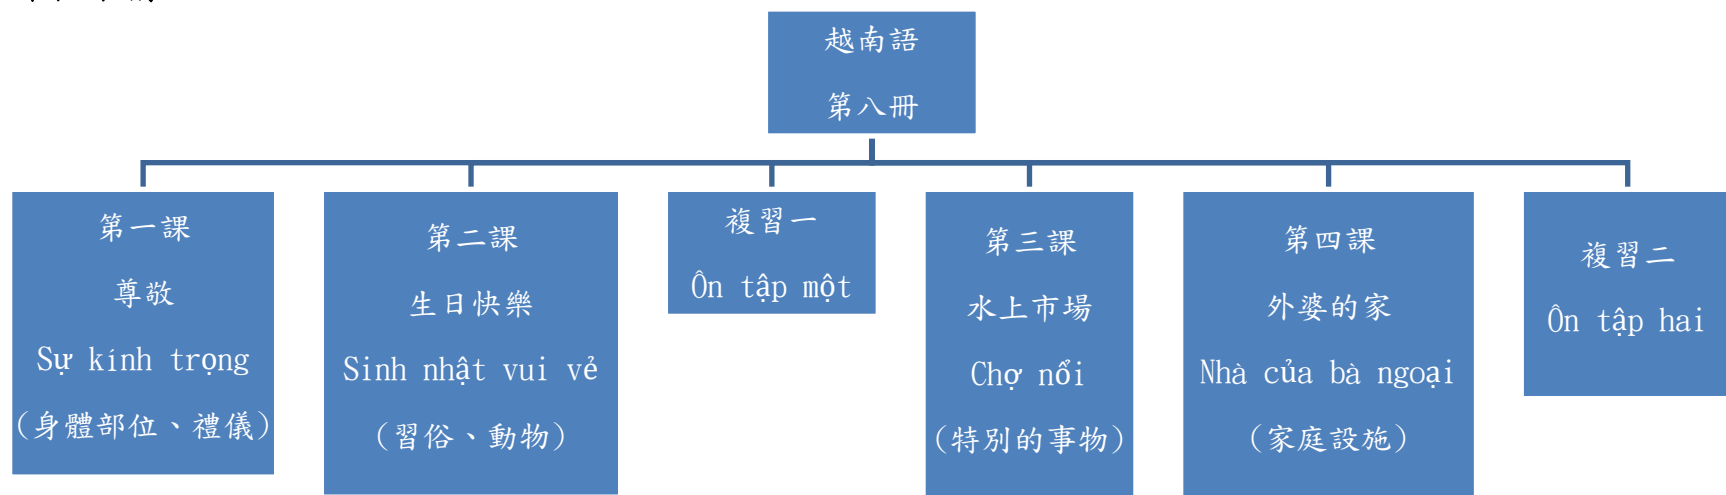 越南語
第八冊
第一課
尊敬
Sự kính trọng
(身體部位、禮儀)
第二課
生日快樂
Sinh nhật vui vẻ
(習俗、動物)
複習一
Ôn tập một
第三課
水上市場
Chợ nổi
(特別的事物)
第四課
外婆的家
Nhà của bà ngoại
(家庭設施)
複習二
Ôn tập hai